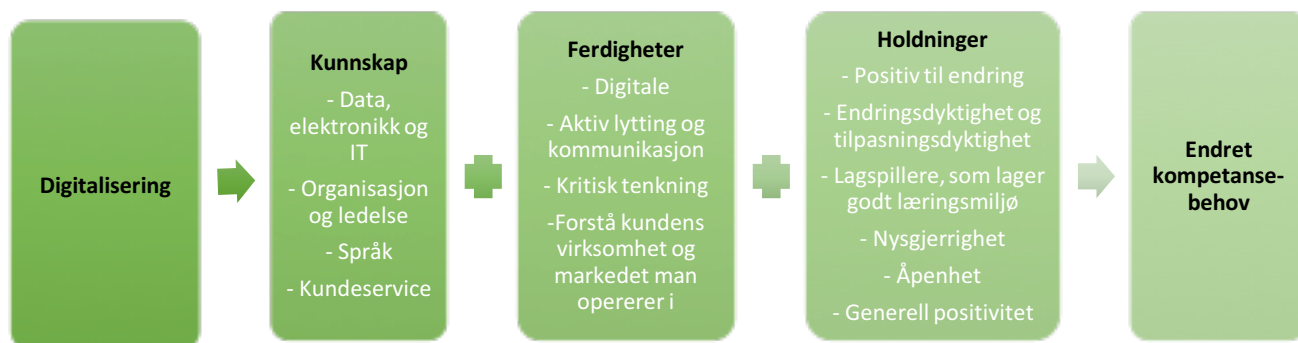 Digitalisering
Kunnskap
- Data,
elektronikk og
IT
- Organisasjon
og ledelse
- Språk
- Kundeservice
Ferdigheter
- Digitale
- Aktiv lytting og
kommunikasjon
- Kritisk tenkning
-Forstå kundens
virksomhet og
markedet man
opererer i
Holdninger
- Positiv til endring
- Endringsdyktighet og
tilpasningsdyktighet
- Lagspillere, som lager
godt læringsmiljø
- Nysgjerrighet
- Åpenhet
- Generell positivitet
Endret
kompetanse-
behov